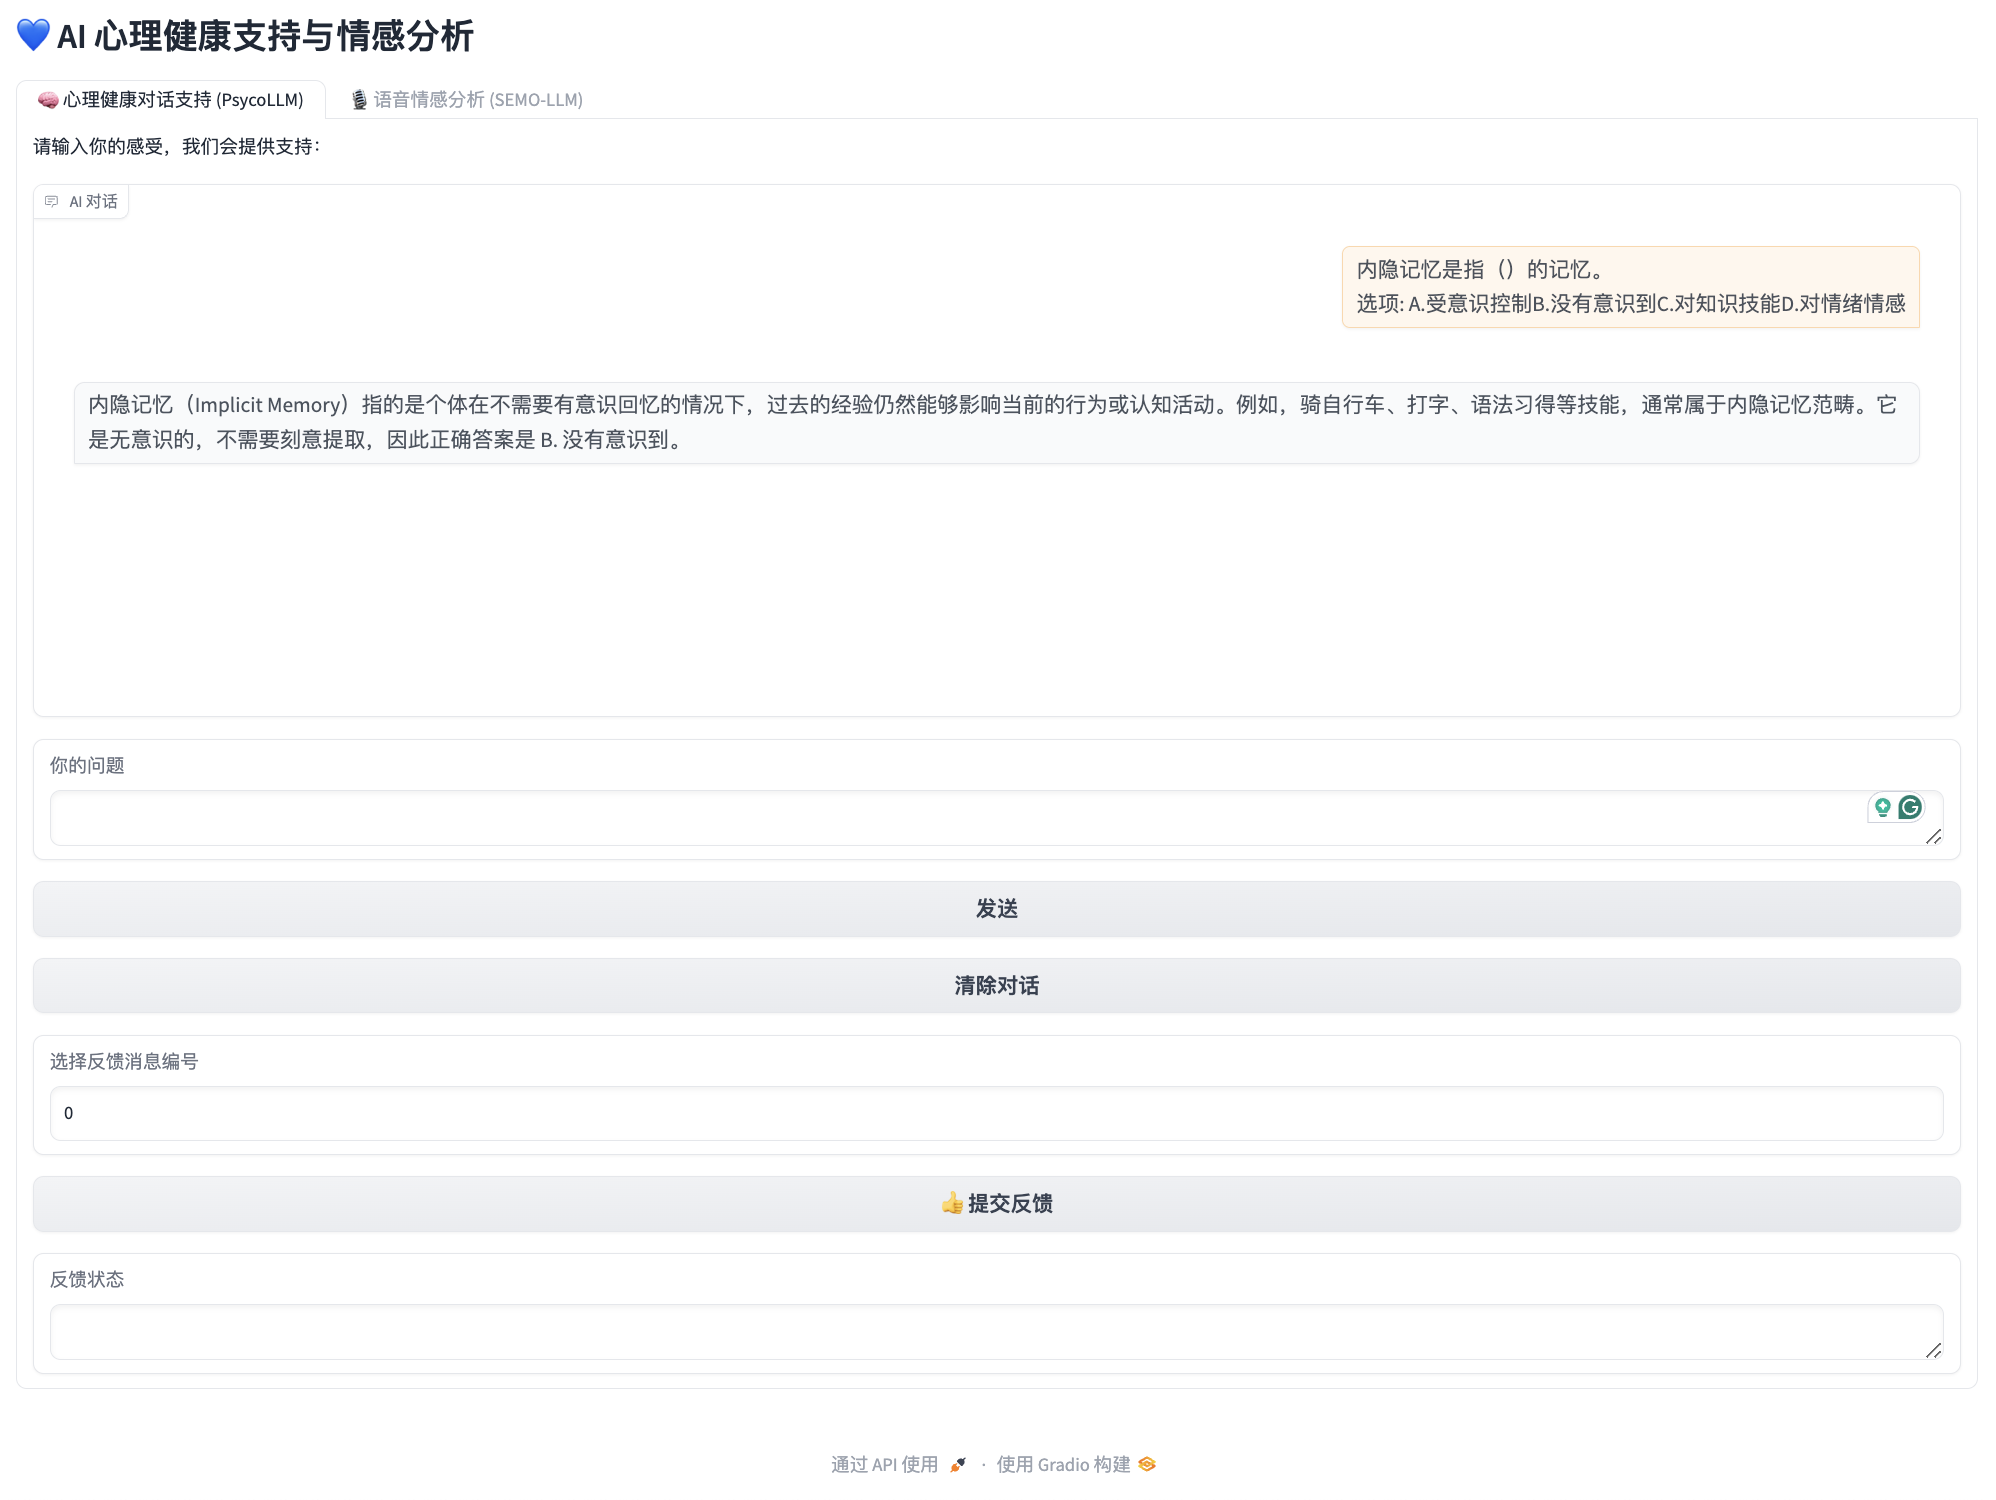 💙 AI 心理健康支持与情感分析
🧠 心理健康对话支持 (PsycoLLM)
🎙️ 语音情感分析 (SEMO-LLM)
请输入你的感受，我们会提供支持：
AI 对话
内隐记忆是指（）的记忆。
选项: A.受意识控制B.没有意识到C.对知识技能D.对情绪情感
内隐记忆（Implicit Memory）指的是个体在不需要有意识回忆的情况下，过去的经验仍然能够影响当前的行为或认知活动。例如，骑自行车、打字、语法习得等技能，通常属于内隐记忆范畴。它
是无意识的，不需要刻意提取，因此正确答案是 B. 没有意识到。
你的问题
发送
清除对话
选择反馈消息编号
0
👍 提交反馈
反馈状态
通过 API 使用 · 使用 Gradio 构建